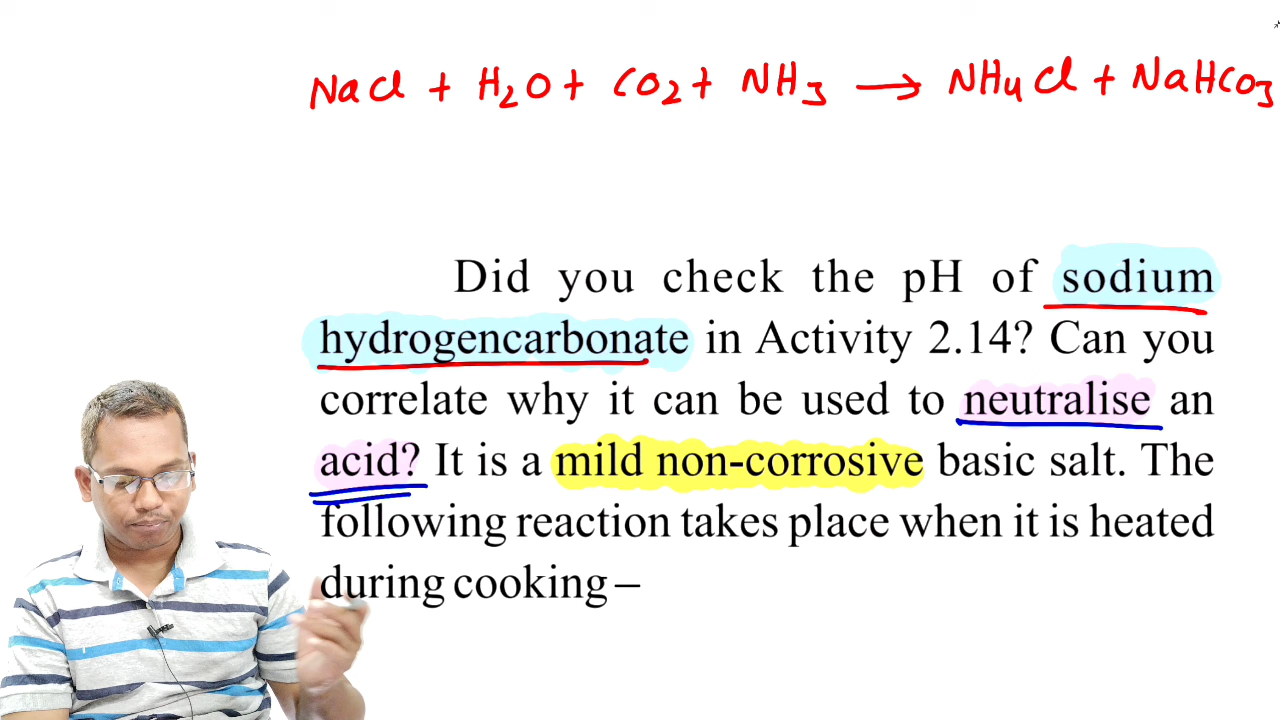 NaCl + H2O + CO2 + NH3 → NH4Cl + NaHCO3
Did you check the pH of sodium
hydrogencarbonate in Activity 2.14? Can you
correlate why it can be used to neutralise an
acid? It is a mild non-corrosive basic salt. The
following reaction takes place when it is heated
during cooking –